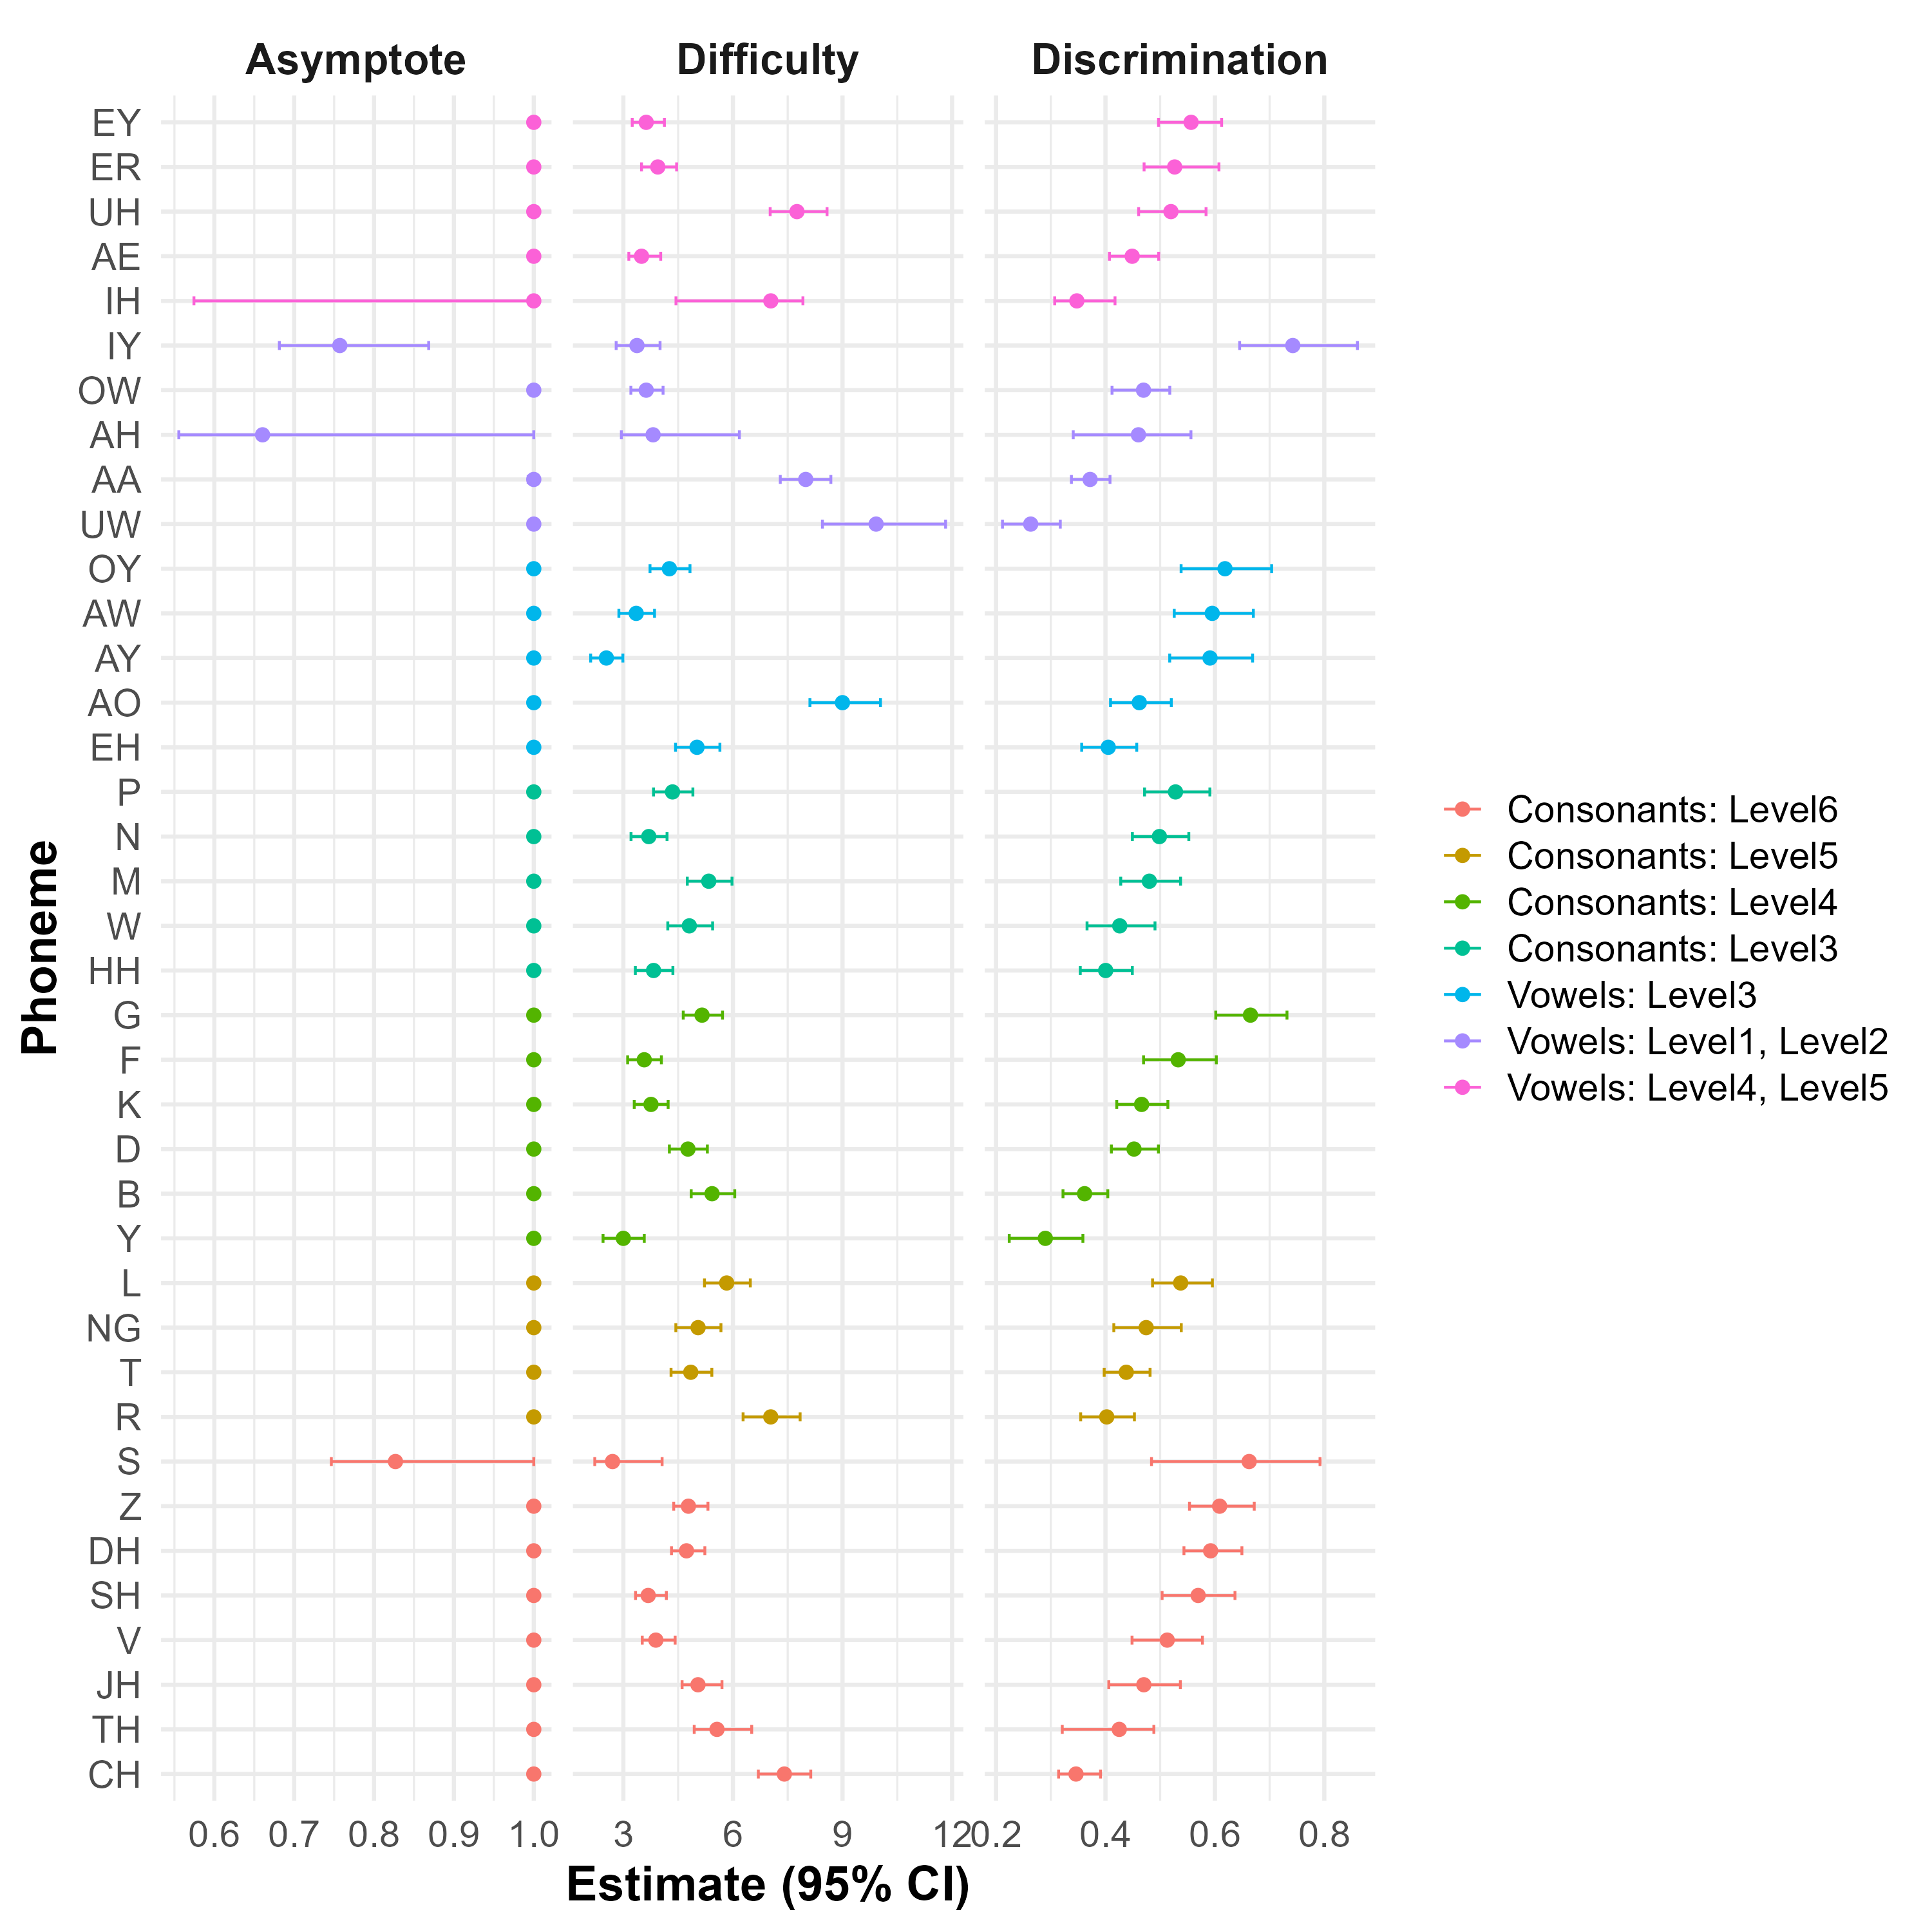 Asymptote Difficulty Discrimination
EY
ER
UH
AE
IH
IY
OW
AH
AA
UW
OY
AW
AY
AO
EH
P
N
M
W
HH
G
F
K
D
B
Y
L
NG
T
R
S
Z
DH
SH
V
JH
TH
CH
Phoneme
0.6 0.7 0.8 0.9 1.0 3 6 9 12 0.2 0.4 0.6 0.8
Estimate (95% CI)
Consonants: Level6
Consonants: Level5
Consonants: Level4
Consonants: Level3
Vowels: Level3
Vowels: Level1, Level2
Vowels: Level4, Level5